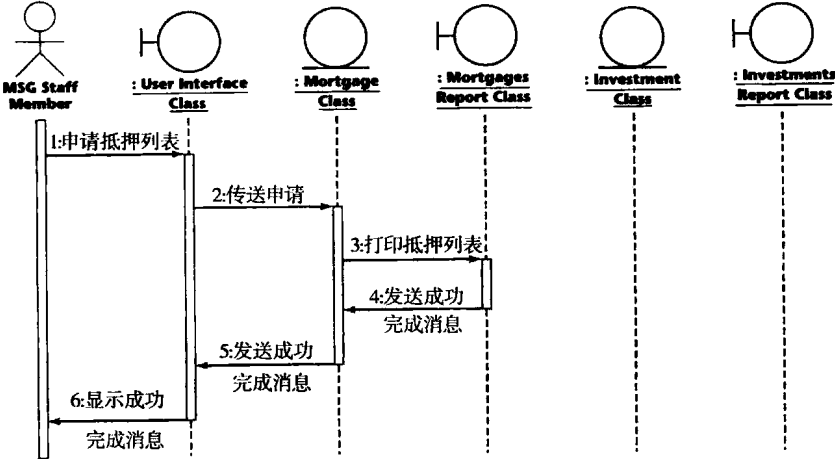 MSG Staff
Member
: User Interface
Class
: Mortgage
Class
: Mortgages
Report Class
: Investment
Class
: Investments
Report Class
1:申请抵押列表
2:传送申请
3:打印抵押列表
4:发送成功
完成消息
5:发送成功
完成消息
6:显示成功
完成消息